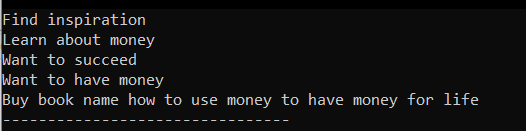 Find inspiration
Learn about money
Want to succeed
Want to have money
Buy book name how to use money to have money for life
--------------------------------